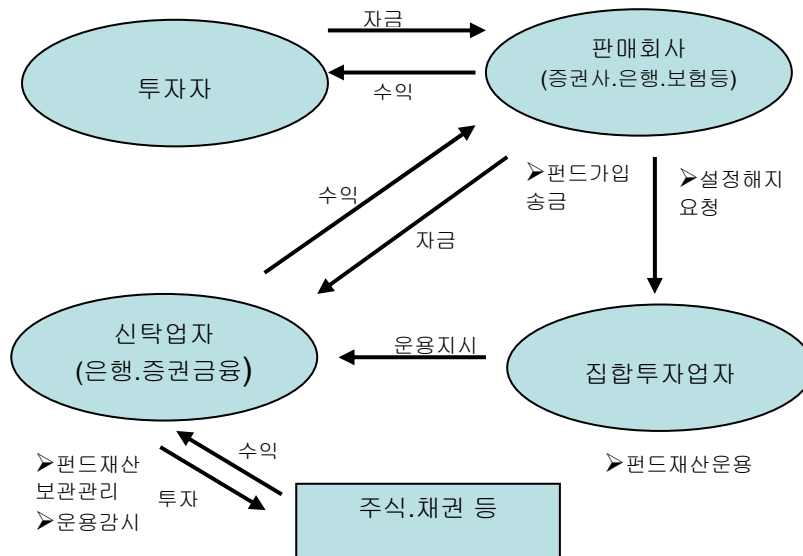 자금
투자자
판매회사
(증권사.은행.보험등)
수익
수익
자금
➢펀드가입
송금
➢설정해지
요청
신탁업자
(은행.증권금융)
운용지시
집합투자업자
➢펀드재산
보관관리
➢운용감시
투자
수익
➢펀드재산운용
주식.채권 등